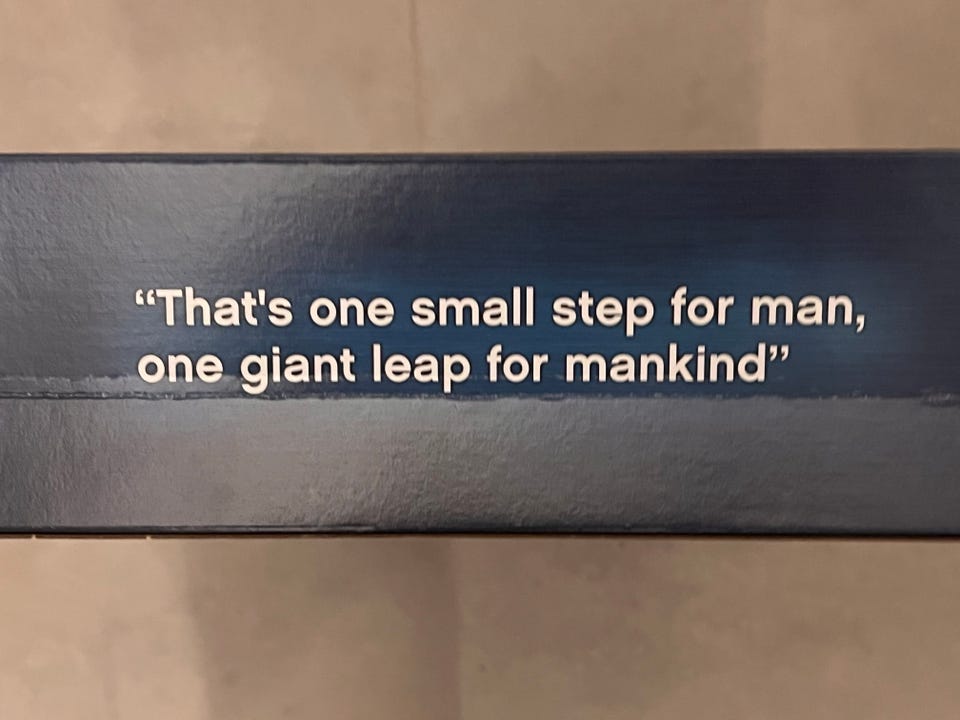 “That's one small step for man,
one giant leap for mankind”